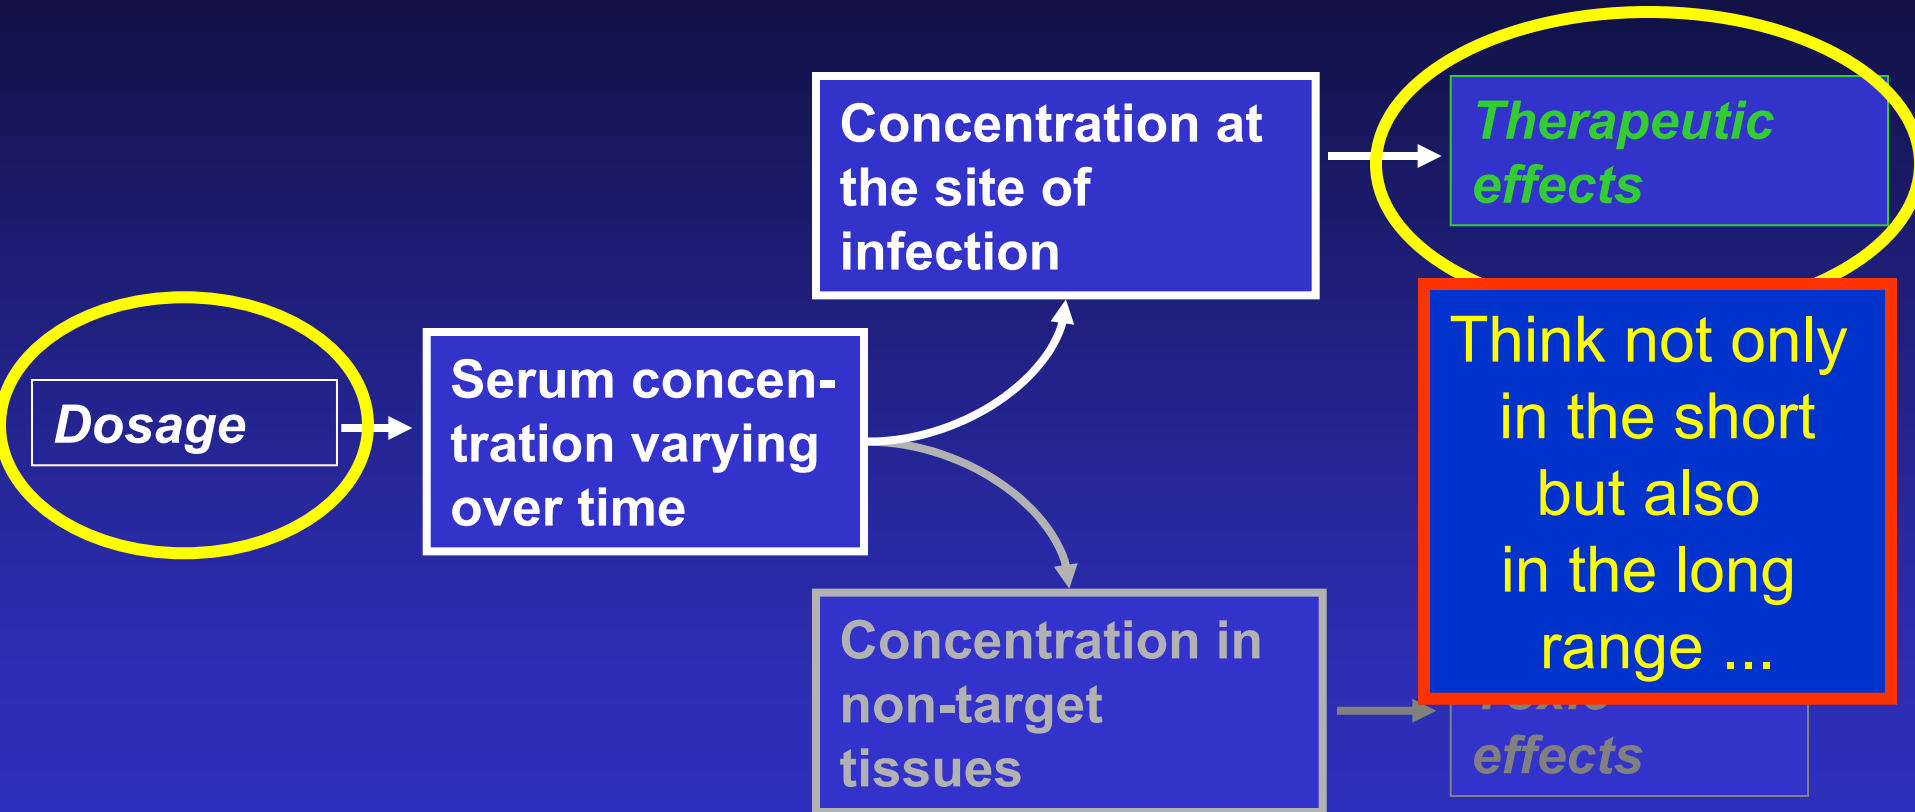 Concentration at
the site of
infection
Therapeutic
effects
Dosage
Serum concen-
tration varying
over time
Think not only
in the short
but also
in the long
range ...
Concentration in
non-target
tissues
effects